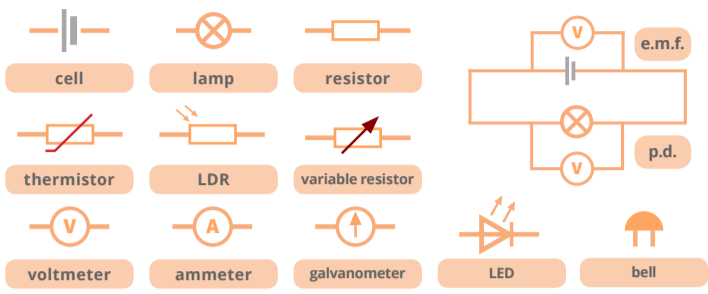 cell
lamp
resistor
V
e.m.f.
p.d.
V
thermistor
LDR
variable resistor
V
A
voltmeter
ammeter
galvanometer
LED
bell